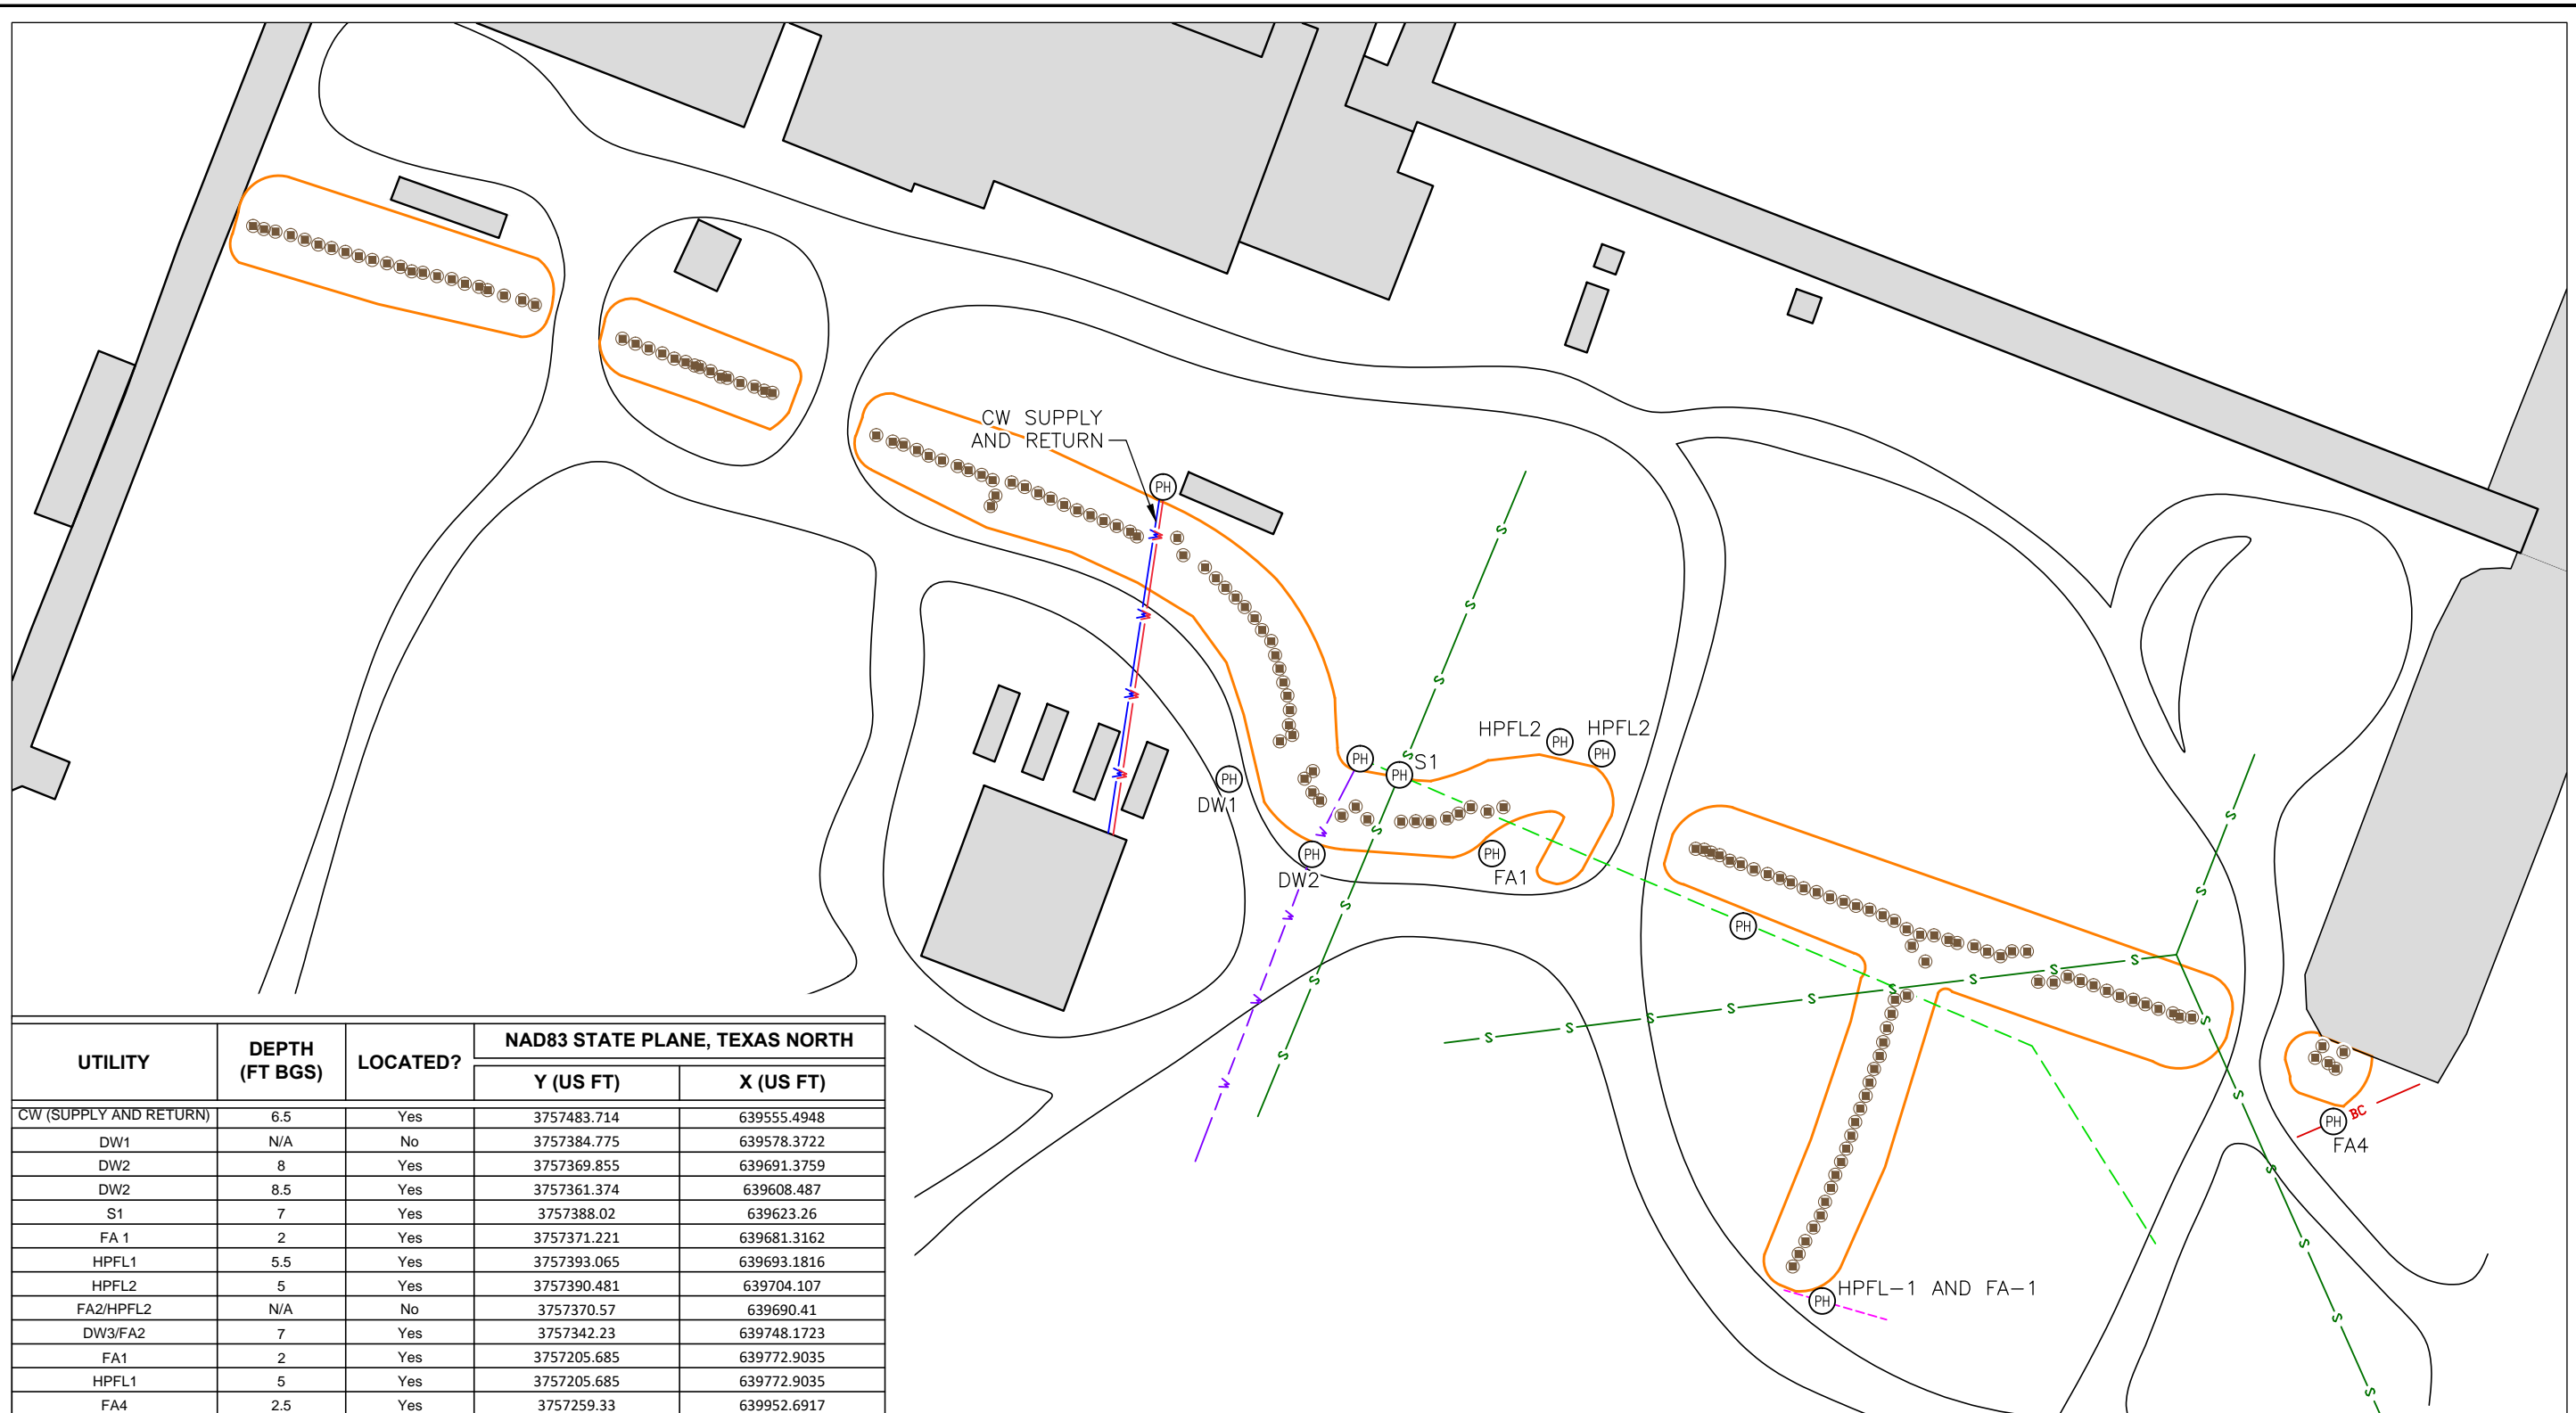 CW SUPPLY
AND RETURN
PH
PH
PH
S1
PH
HPFL2
PH
HPFL2
PH
PH
DW1
PH
DW2
PH
FA1
PH
PH
HPFL-1 AND FA-1
PH
FA4
BC
W W W W
W W W W
W W W W
S S S S S S S S
S S S S S S S S S
S S S S S S S S
UTILITY DEPTH (FT BGS) LOCATED? NAD83 STATE PLANE, TEXAS NORTH
Y (US FT) X (US FT)
CW (SUPPLY AND RETURN) 6.5 Yes 3757483.714 639555.4948
DW1 N/A No 3757384.775 639578.3722
DW2 8 Yes 3757369.855 639691.3759
DW2 8.5 Yes 3757361.374 639608.487
S1 7 Yes 3757388.02 639623.26
FA 1 2 Yes 3757371.221 639681.3162
HPFL1 5.5 Yes 3757393.065 639693.1816
HPFL2 5 Yes 3757390.481 639704.107
FA2/HPFL2 N/A No 3757370.57 639690.41
DW3/FA2 7 Yes 3757342.23 639748.1723
FA1 2 Yes 3757205.685 639772.9035
HPFL1 5 Yes 3757205.685 639772.9035
FA4 2.5 Yes 3757259.33 639952.6917